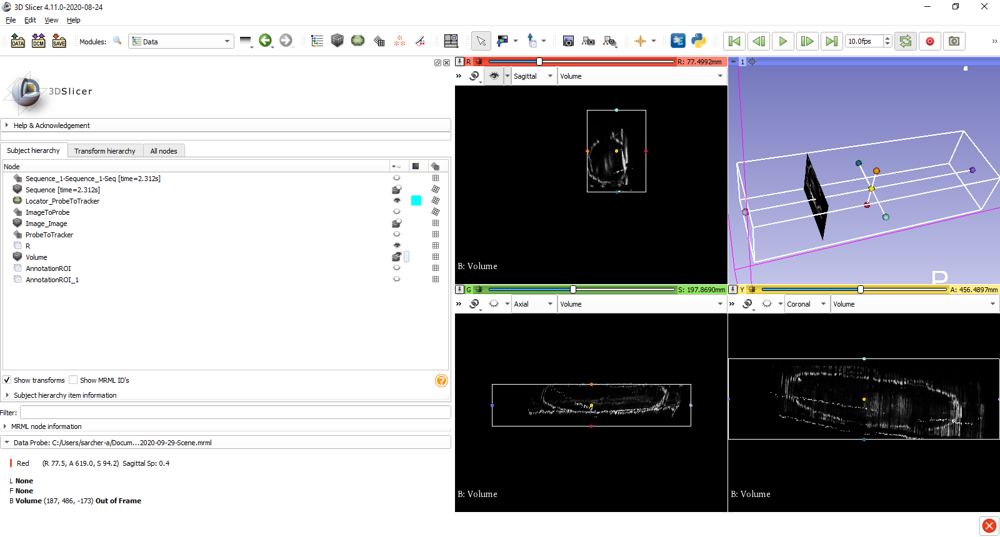 3D Slicer 4.11.0-2020-08-24
File Edit View Help
DATA DCM SAVE Modules: Data 10.0fps »
3DSlicer
Help & Acknowledgement
Subject hierarchy Transform hierarchy All nodes
Node
Sequence_1-Sequence_1-Seq [time=2.312s]
Sequence [time=2.312s]
Locator_ProbeToTracker
ImageToProbe
Image_Image
ProbeToTracker
R
Volume
AnnotationROI
AnnotationROI_1
Show transforms Show MRML ID's
Subject hierarchy item information
Filter:
MRML node information
Data Probe: C:/Users/sarcher-a/Docum...2020-09-29-Scene.mrml
Red (R 77.5, A 619.0, S 94.2) Sagittal Sp: 0.4
L None
F None
B Volume (187, 486, -173) Out of Frame
R R: 77.4992mm
» Sagittal Volume
B: Volume
1
P
G S: 197.8690mm
» Axial Volume
B: Volume
Y A: 456.4897mm
» Coronal Volume
B: Volume